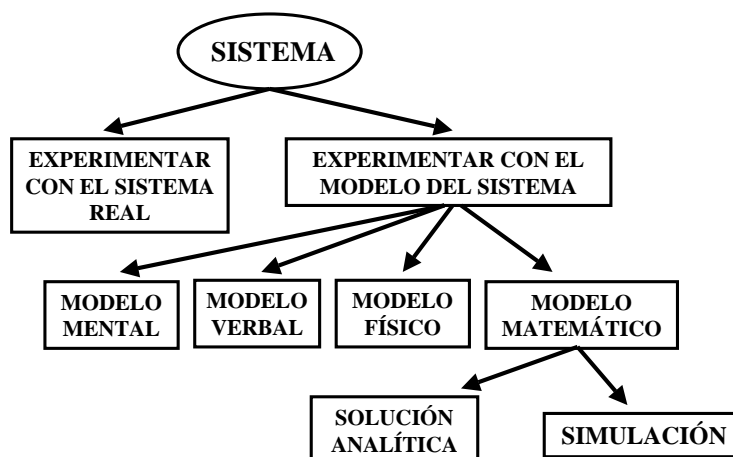 SISTEMA
EXPERIMENTAR
CON EL SISTEMA
REAL
EXPERIMENTAR CON EL
MODELO DEL SISTEMA
MODELO
MENTAL
MODELO
VERBAL
MODELO
FÍSICO
MODELO
MATEMÁTICO
SOLUCIÓN
ANALÍTICA
SIMULACIÓN